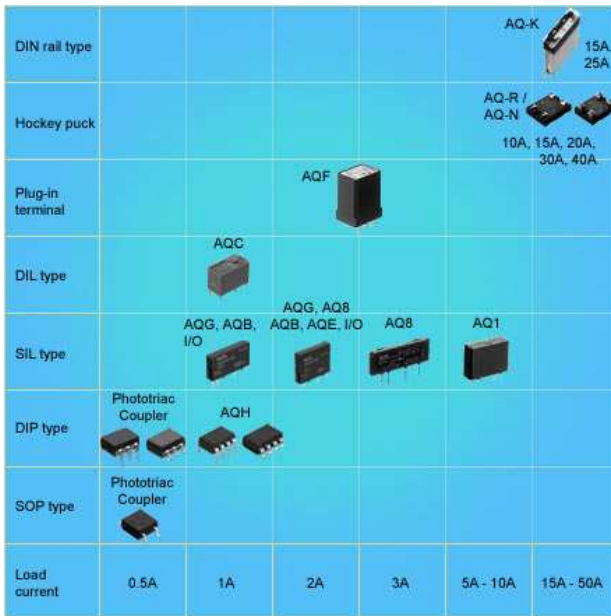 DIN rail type
AQ-K
15A
25A
Hockey puck
AQ-R /
AQ-N
10A, 15A, 20A,
30A, 40A
Plug-in
terminal
AQF
DIL type
AQC
SIL type
AQG, AQB,
I/O
AQG, AQ8
AQB, AQE, I/O
AQ8
AQ1
DIP type
Phototriac
Coupler
AQH
SOP type
Phototriac
Coupler
Load
current
0.5A
1A
2A
3A
5A - 10A
15A - 50A